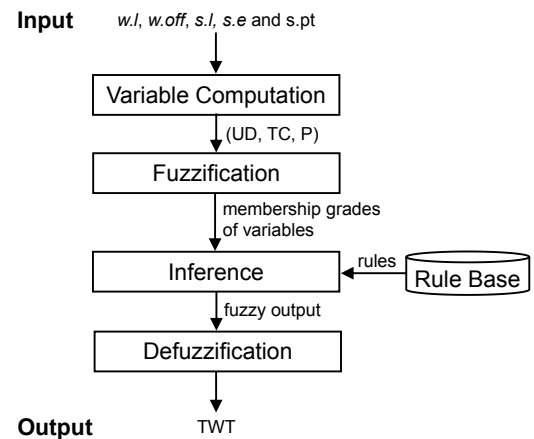 Input w.l, w.off, s.l, s.e and s.pt
Variable Computation
(UD, TC, P)
Fuzzification
membership grades
of variables
Inference
rules
Rule Base
fuzzy output
Defuzzification
Output TWT